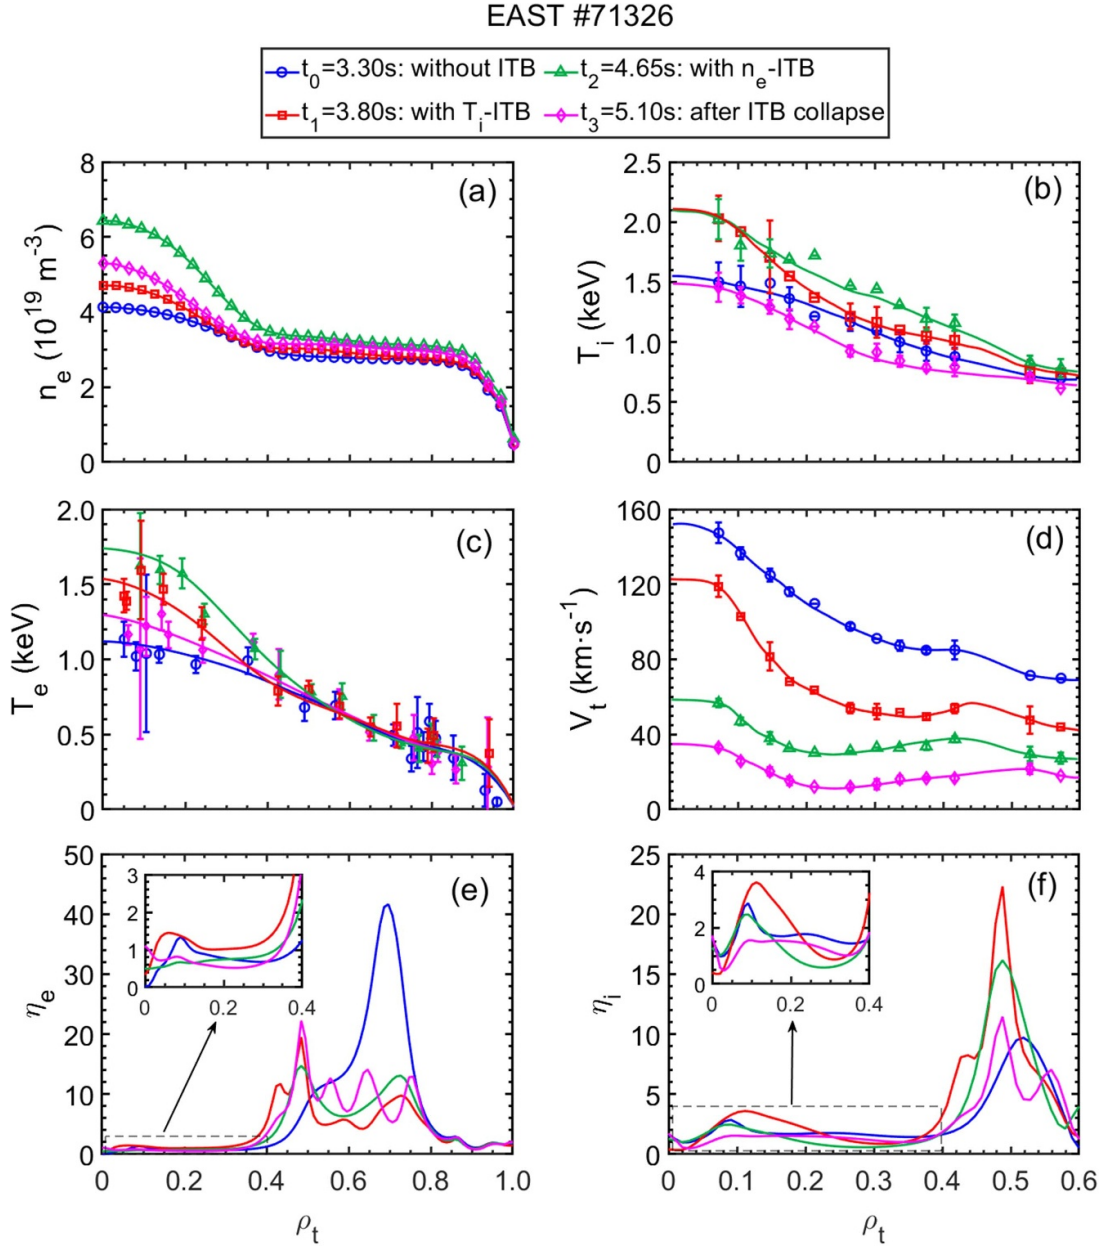 EAST #71326
t0=3.30s: without ITB t2=4.65s: with ne-ITB
t1=3.80s: with Ti-ITB t3=5.10s: after ITB collapse
8
6
4
2
0
ne (10^19 m^-3)
(a)
2.5
2.0
1.5
1.0
0.5
0
Ti (keV)
(b)
2.0
1.5
1.0
0.5
0
Te (keV)
(c)
160
120
80
40
0
Vt (km·s^-1)
(d)
50
40
30
20
10
0
ηe
(e)
3
2
1
0
0 0.2 0.4
0 0.2 0.4 0.6 0.8 1.0
ρt
25
20
15
10
5
0
ηi
(f)
4
2
0
0 0.2 0.4
0 0.1 0.2 0.3 0.4 0.5 0.6
ρt